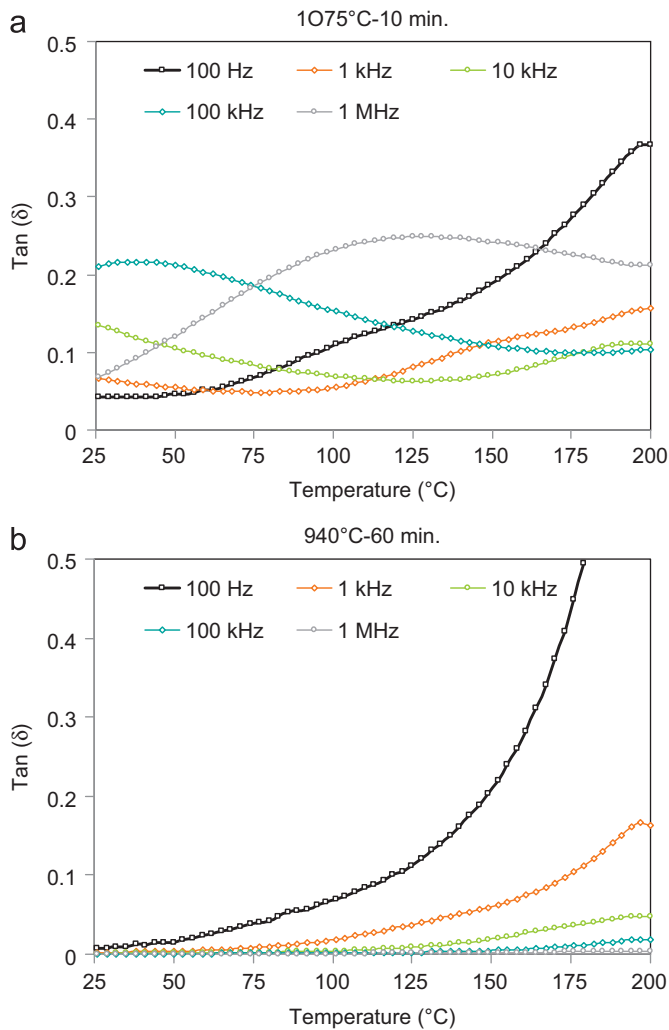 a
1O75°C-10 min.
0.5
100 Hz 1 kHz 10 kHz
100 kHz 1 MHz
0.4
0.3
Tan (δ)
0.2
0.1
0
25 50 75 100 125 150 175 200
Temperature (°C)
b
940°C-60 min.
0.5
100 Hz 1 kHz 10 kHz
100 kHz 1 MHz
0.4
0.3
Tan (δ)
0.2
0.1
0
25 50 75 100 125 150 175 200
Temperature (°C)